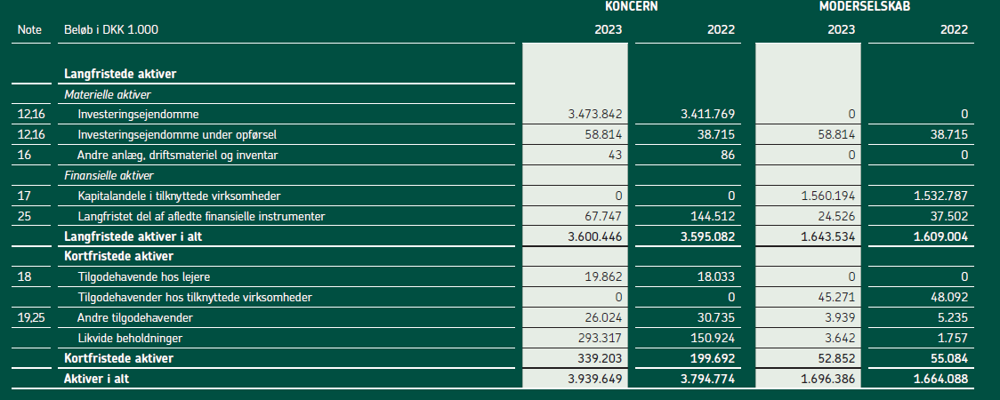 KONCERN MODERSELSKAB
Note Beløb i DKK 1.000 2023 2022 2023 2022
Langfristede aktiver
Materielle aktiver
12,16 Investeringsejendomme 3.473.842 3.411.769 0 0
12,16 Investeringsejendomme under opførsel 58.814 38.715 58.814 38.715
16 Andre anlæg, driftsmateriel og inventar 43 86 0 0
Finansielle aktiver
17 Kapitalandele i tilknyttede virksomheder 0 0 1.560.194 1.532.787
25 Langfristet del af afledte finansielle instrumenter 67.747 144.512 24.526 37.502
Langfristede aktiver i alt 3.600.446 3.595.082 1.643.534 1.609.004
Kortfristede aktiver
18 Tilgodehavende hos lejere 19.862 18.033 0 0
Tilgodehavender hos tilknyttede virksomheder 0 0 45.271 48.092
19,25 Andre tilgodehavender 26.024 30.735 3.939 5.235
Likvide beholdninger 293.317 150.924 3.642 1.757
Kortfristede aktiver 339.203 199.692 52.852 55.084
Aktiver i alt 3.939.649 3.794.774 1.696.386 1.664.088